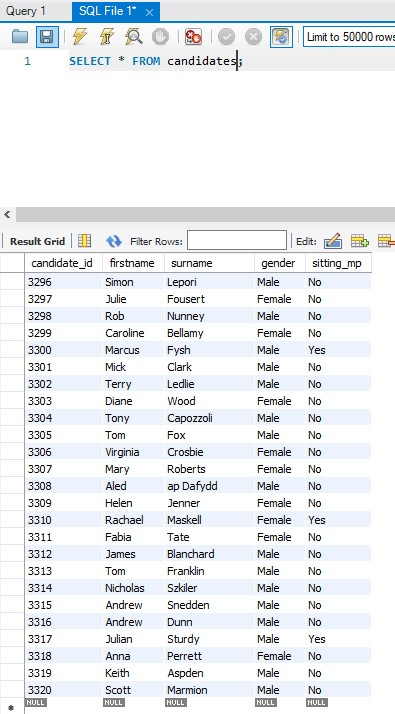 Query 1 SQL File 1* ×
Limit to 50000 rows
1 SELECT * FROM candidates;
Result Grid Filter Rows: Edit:
candidate_id firstname surname gender sitting_mp
3296 Simon Lepori Male No
3297 Julie Fousert Female No
3298 Rob Nunney Male No
3299 Caroline Bellamy Female No
3300 Marcus Fysh Male Yes
3301 Mick Clark Male No
3302 Terry Ledlie Male No
3303 Diane Wood Female No
3304 Tony Capozzoli Male No
3305 Tom Fox Male No
3306 Virginia Crosbie Female No
3307 Mary Roberts Female No
3308 Aled ap Dafydd Male No
3309 Helen Jenner Female No
3310 Rachael Maskell Female Yes
3311 Fabia Tate Female No
3312 James Blanchard Male No
3313 Tom Franklin Male No
3314 Nicholas Szkiler Male No
3315 Andrew Snedden Male No
3316 Andrew Dunn Male No
3317 Julian Sturdy Male Yes
3318 Anna Perrett Female No
3319 Keith Aspden Male No
3320 Scott Marmion Male No
* NULL NULL NULL NULL NULL